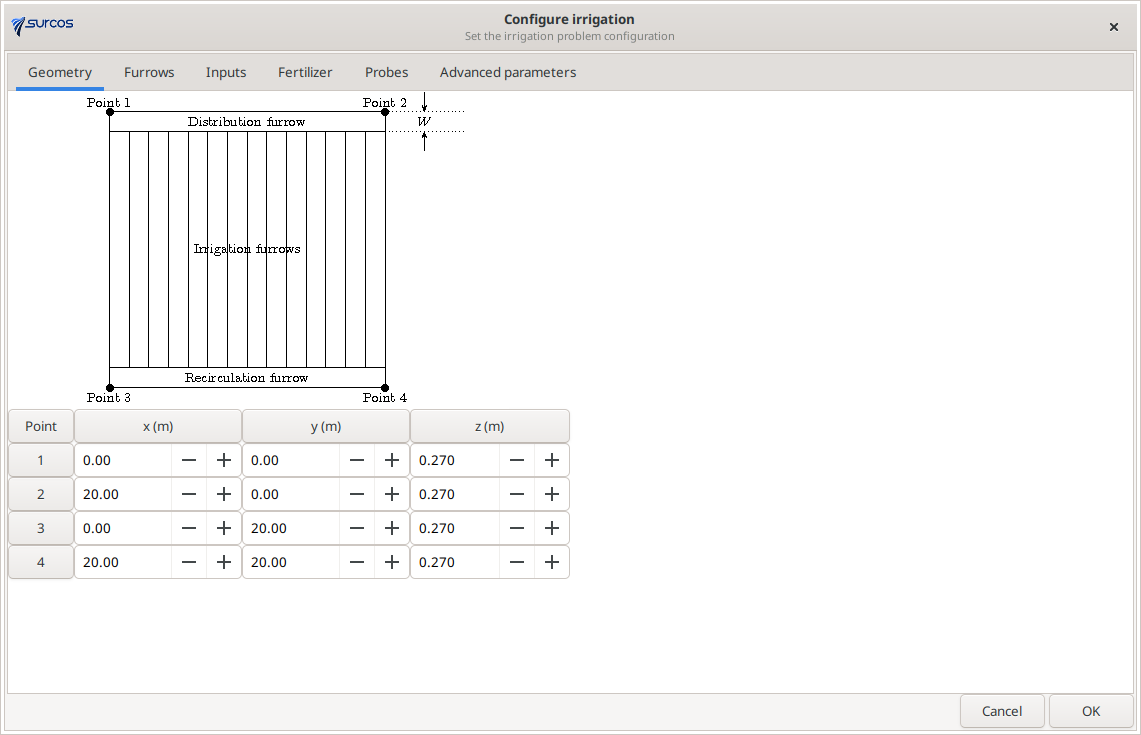 surcos
Configure irrigation
Set the irrigation problem configuration
Geometry Furrows Inputs Fertilizer Probes Advanced parameters
Point 1 Point 2
Distribution furrow W
Irrigation furrows
Recirculation furrow
Point 3 Point 4
Point x (m) y (m) z (m)
1 0.00 0.00 0.270
2 20.00 0.00 0.270
3 0.00 20.00 0.270
4 20.00 20.00 0.270
Cancel OK